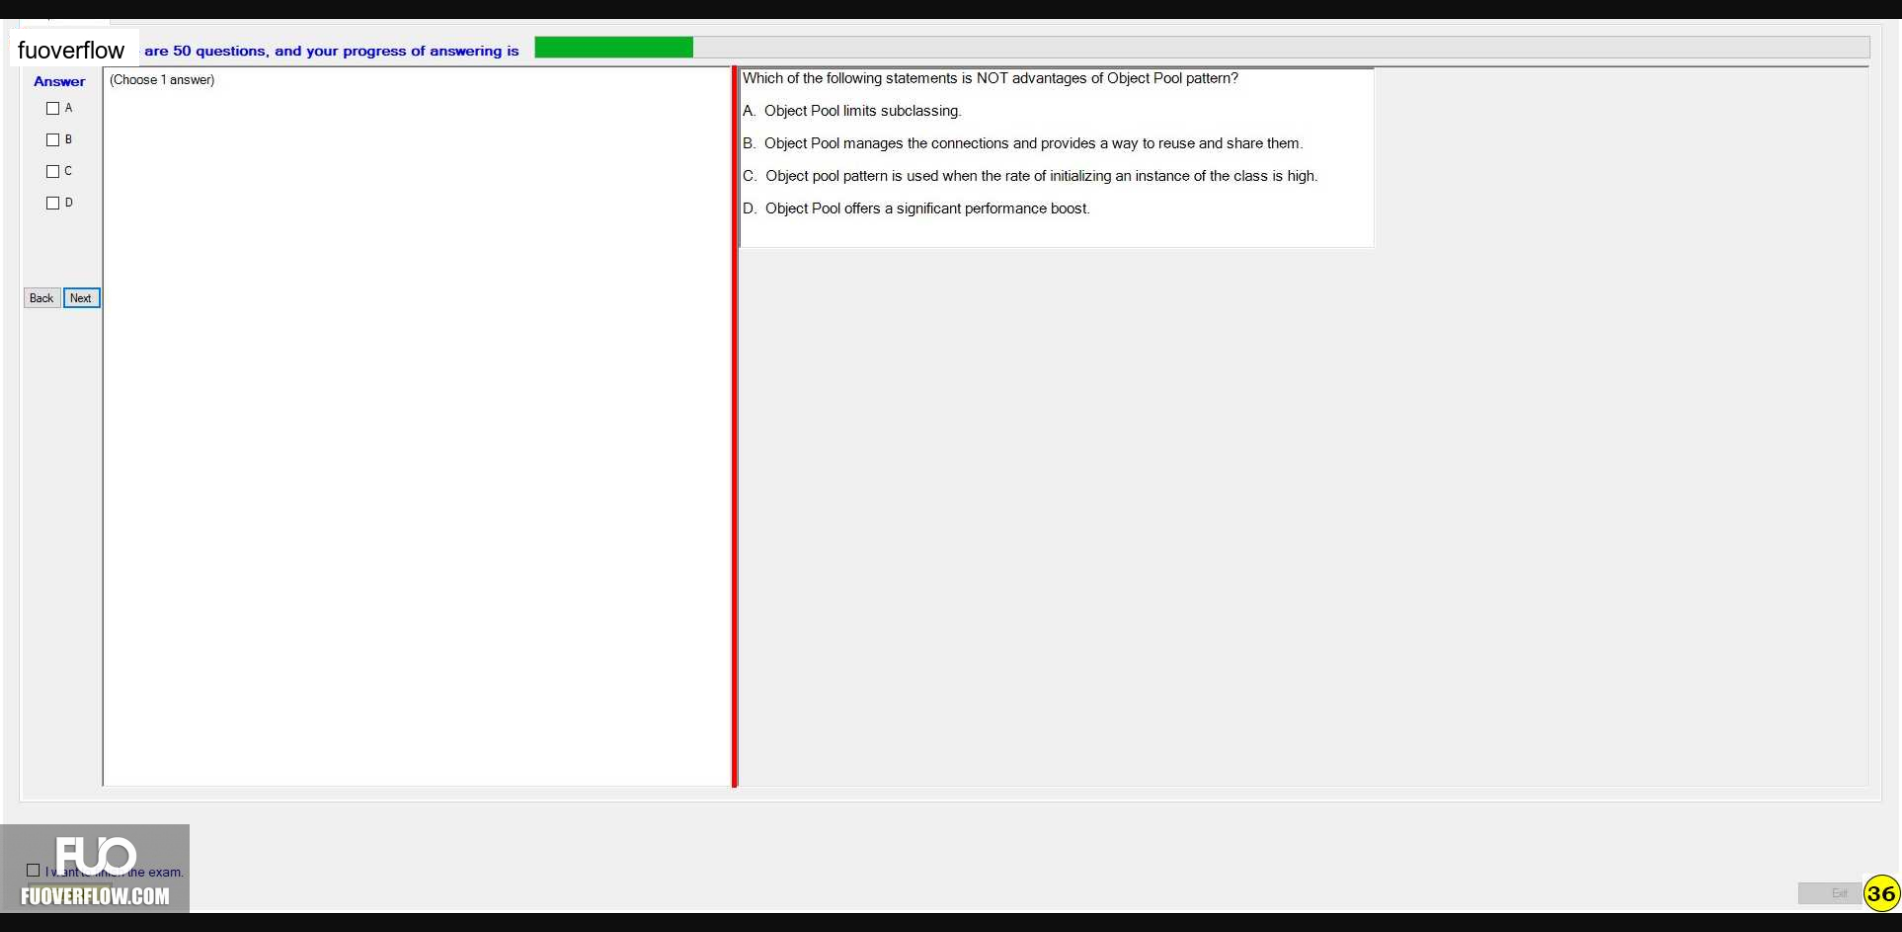 fuoverflow are 50 questions, and your progress of answering is
Answer
(Choose 1 answer)
A
B
C
D
Back Next
Which of the following statements is NOT advantages of Object Pool pattern?
A. Object Pool limits subclassing.
B. Object Pool manages the connections and provides a way to reuse and share them.
C. Object pool pattern is used when the rate of initializing an instance of the class is high.
D. Object Pool offers a significant performance boost.
FUO
I want to finish the exam.
FUOVERFLOW.COM
Exit
36